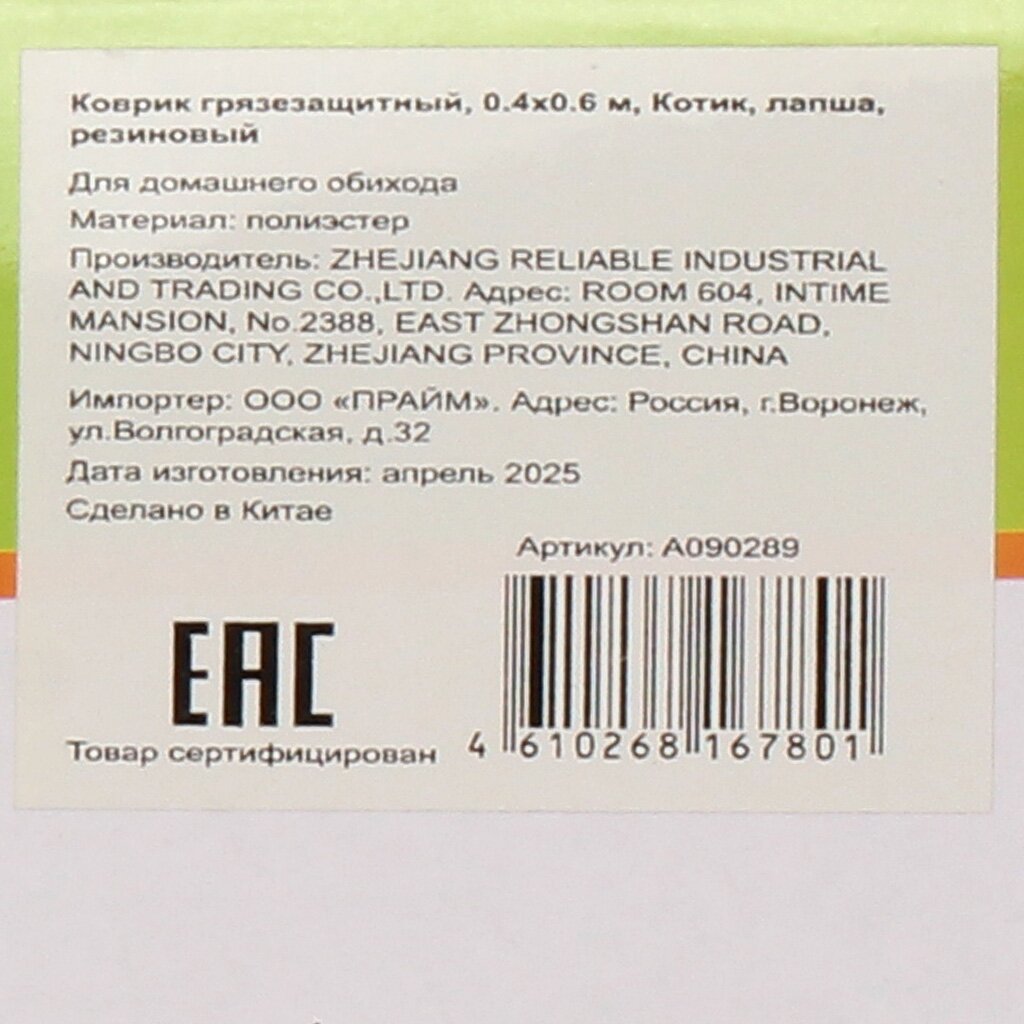 Коврик грязезащитный, 0.4х0.6 м, Котик, лапша,
резиновый
Для домашнего обихода
Материал: полиэстер
Производитель: ZHEJIANG RELIABLE INDUSTRIAL
AND TRADING CO.,LTD. Адрес: ROOM 604, INTIME
MANSION, No.2388, EAST ZHONGSHAN ROAD,
NINGBO CITY, ZHEJIANG PROVINCE, CHINA
Импортер: ООО «ПРАЙМ». Адрес: Россия, г.Воронеж,
ул.Волгоградская, д.32
Дата изготовления: апрель 2025
Сделано в Китае
Артикул: А090289
EAC
Товар сертифицирован
4 610268 167801